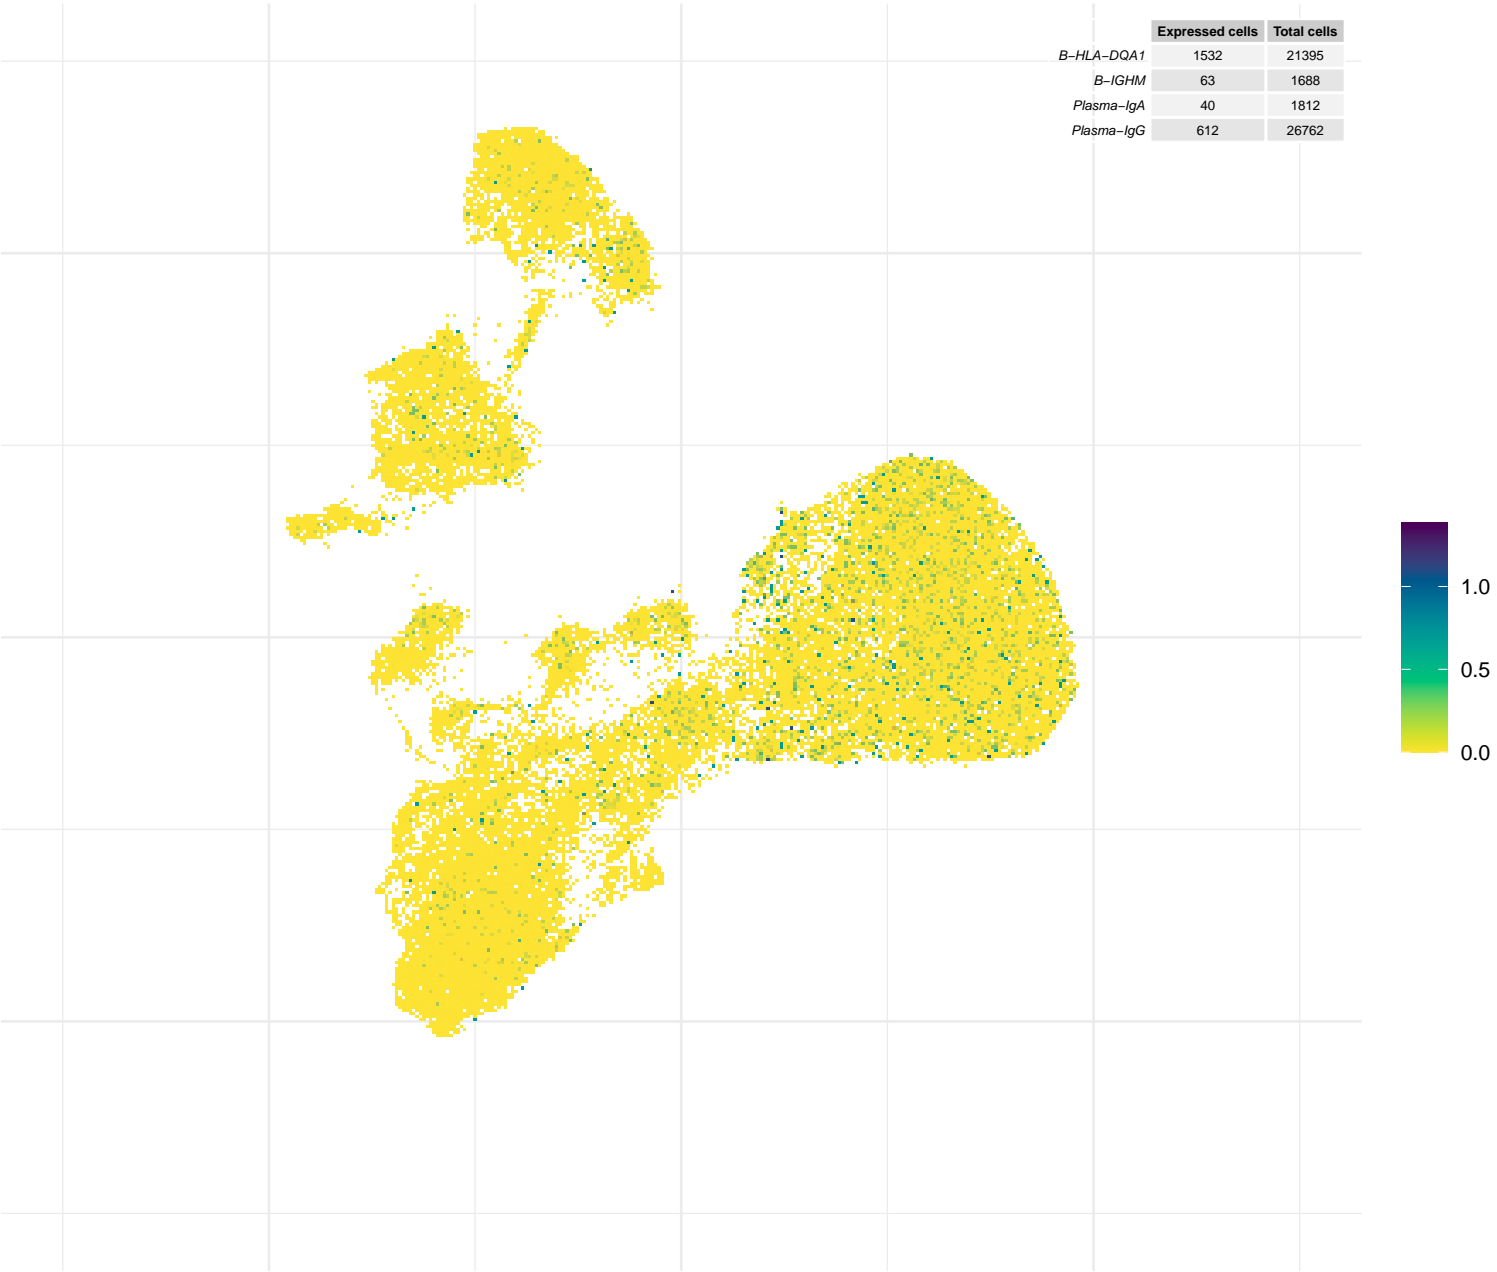 Expressed cells Total cells
B−HLA−DQA1 1532 21395
B−IGHM 63 1688
Plasma−IgA 40 1812
Plasma−IgG 612 26762
1.0
0.5
0.0